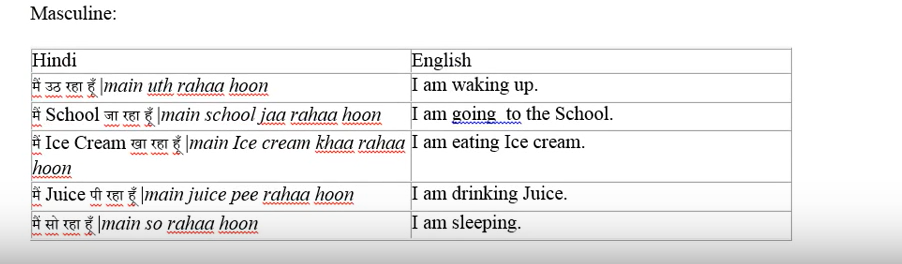 Masculine:
Hindi English
मैं उठ रहा हूँ |main uth rahaa hoon I am waking up.
मैं School जा रहा हूँ |main school jaa rahaa hoon I am going to the School.
मैं Ice Cream खा रहा हूँ |main Ice cream khaa rahaa I am eating Ice cream.
hoon
मैं Juice पी रहा हूँ |main juice pee rahaa hoon I am drinking Juice.
मैं सो रहा हूँ |main so rahaa hoon I am sleeping.